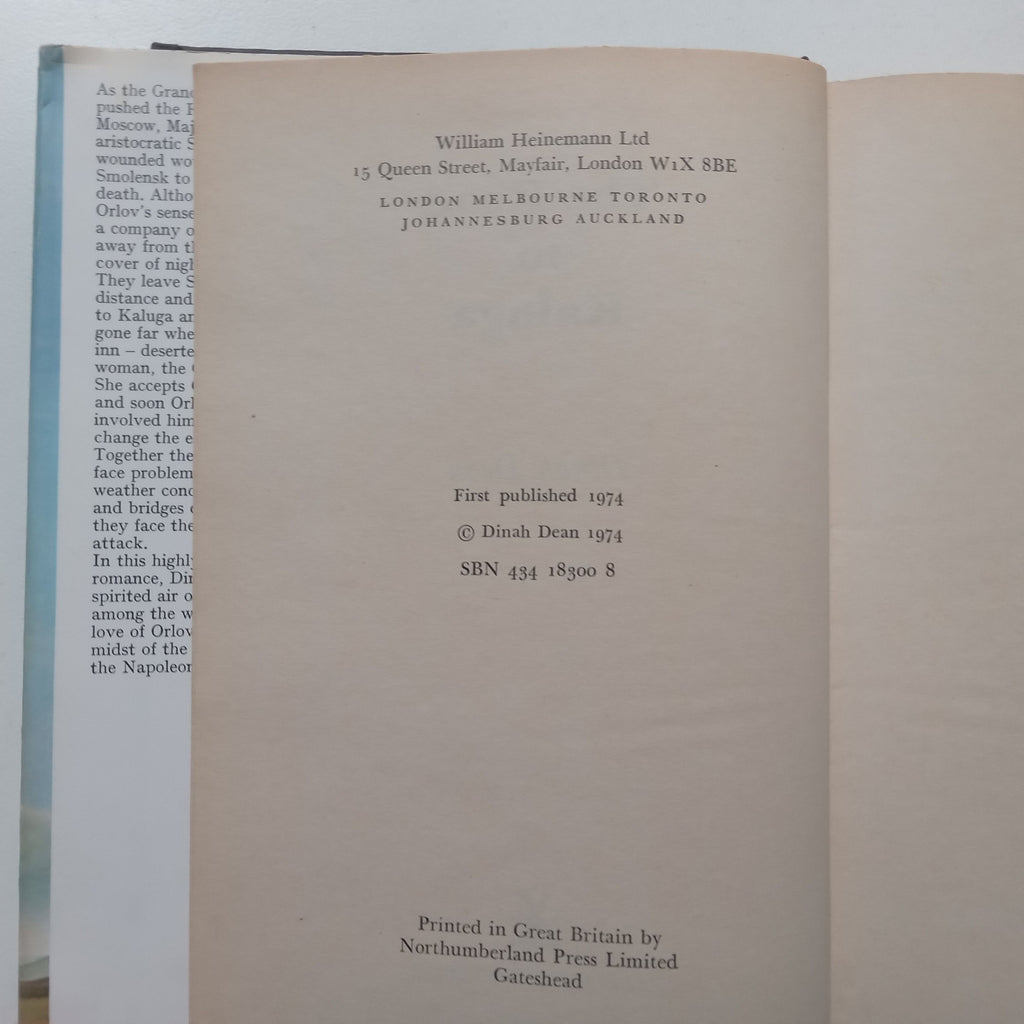 As the Gran
pushed the
Moscow, Maj
aristocratic
wounded wo
Smolensk to
death. Altho
Orlov's sense
a company o
away from t
cover of nigh
They leave S
distance and
to Kaluga an
gone far whe
inn – deserte
woman, the
She accepts
and soon Orl
involved him
change the e
Together the
face problem
weather cond
and bridges
they face the
attack.
In this highl
romance, Din
spirited air o
among the w
love of Orlov
midst of the
the Napoleon
William Heinemann Ltd
15 Queen Street, Mayfair, London W1X 8BE
LONDON MELBOURNE TORONTO
JOHANNESBURG AUCKLAND
First published 1974
© Dinah Dean 1974
SBN 434 18300 8
Printed in Great Britain by
Northumberland Press Limited
Gateshead